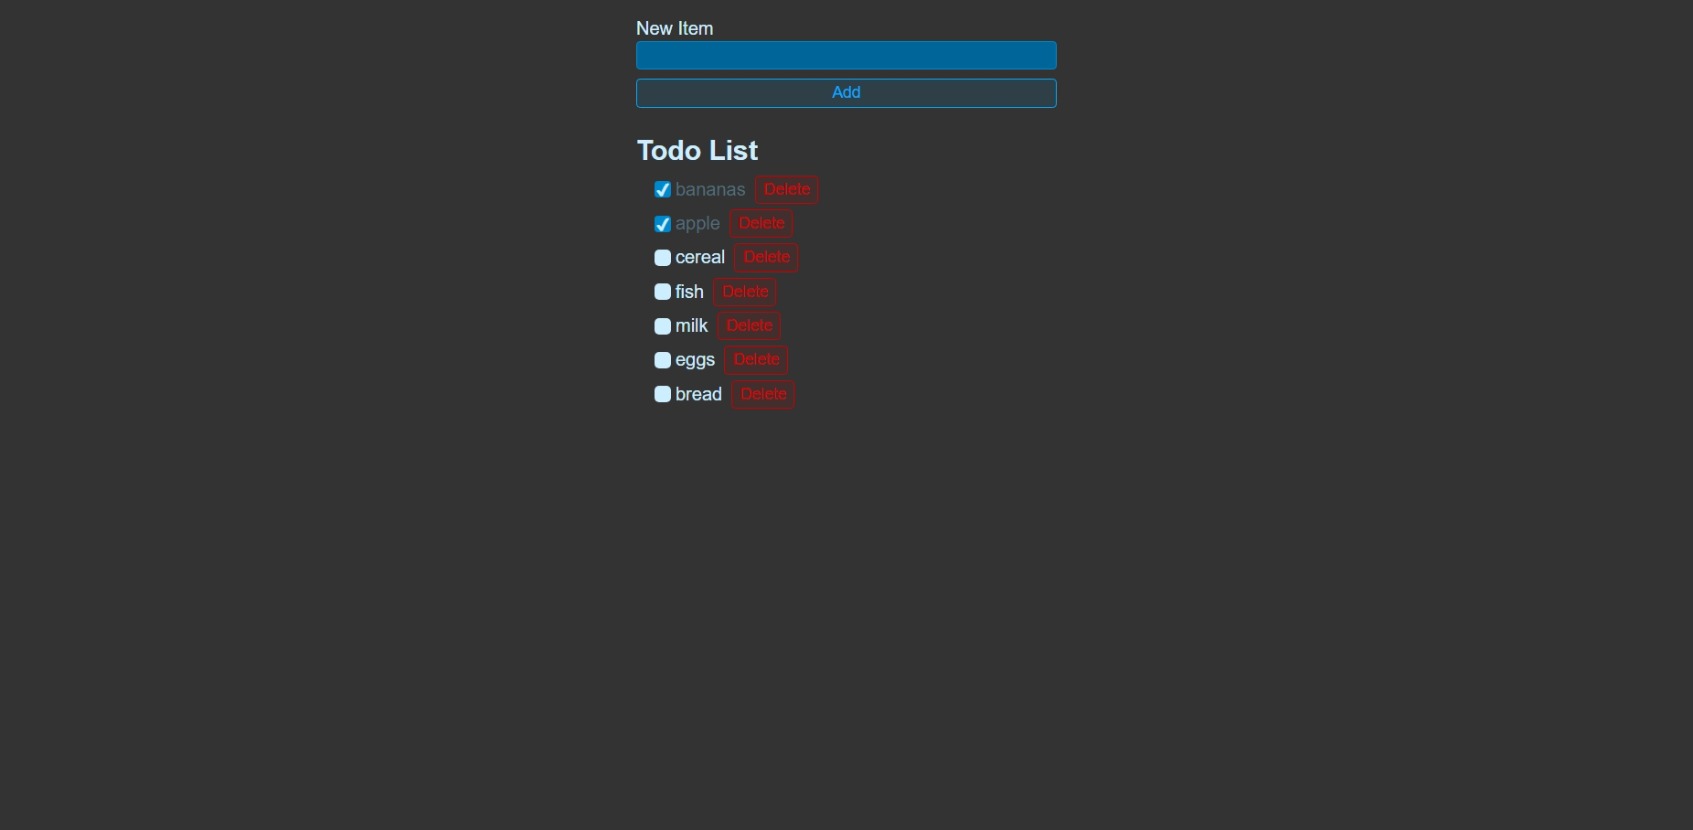 New Item
Add
Todo List
bananas Delete
apple Delete
cereal Delete
fish Delete
milk Delete
eggs Delete
bread Delete